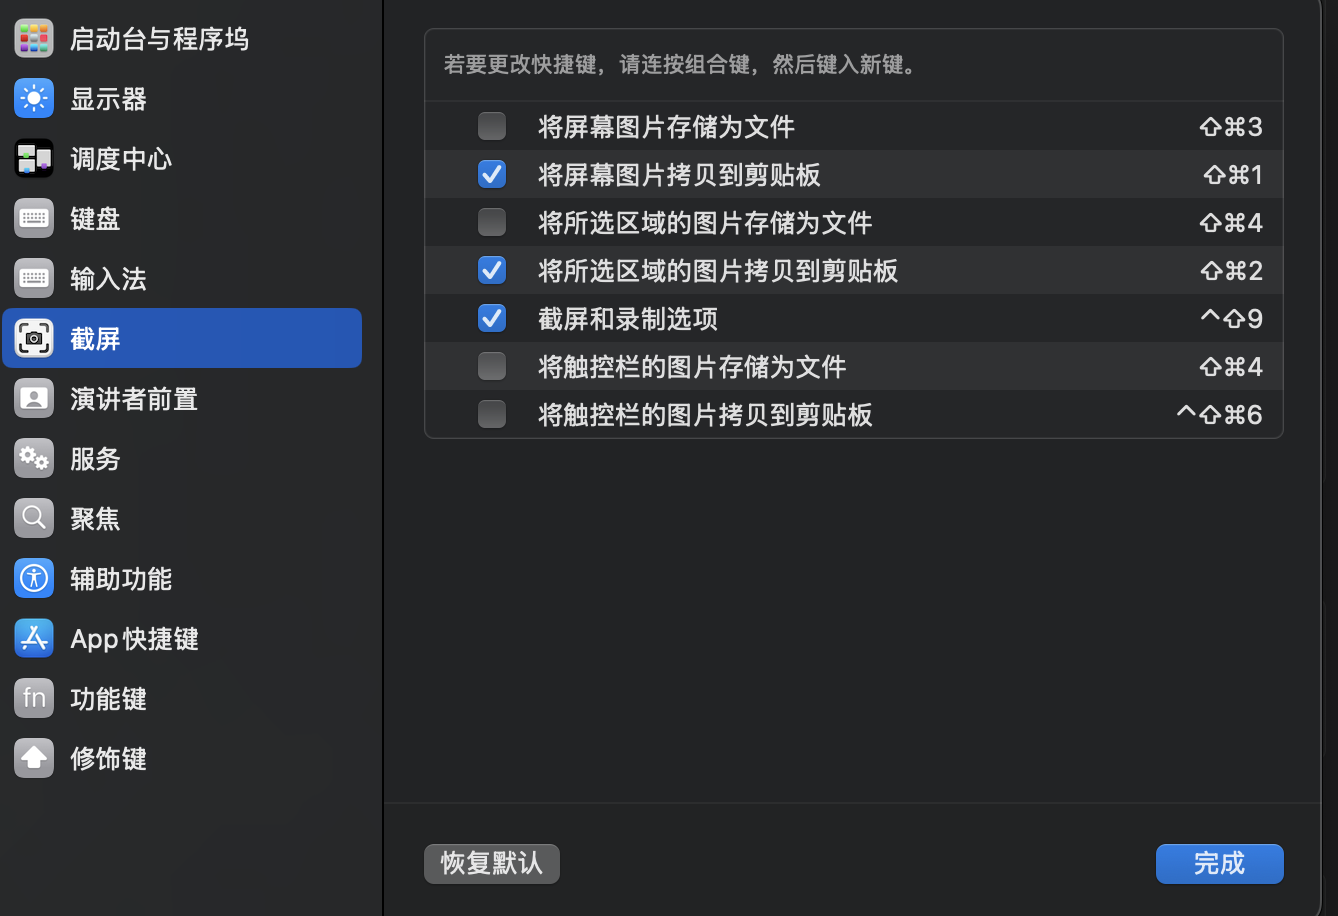 启动台与程序坞
显示器
调度中心
键盘
输入法
截屏
演讲者前置
服务
聚焦
辅助功能
App 快捷键
fn 功能键
修饰键
若要更改快捷键，请连按组合键，然后键入新键。
将屏幕图片存储为文件 ⇧⌘3
将屏幕图片拷贝到剪贴板 ⇧⌘1
将所选区域的图片存储为文件 ⇧⌘4
将所选区域的图片拷贝到剪贴板 ⇧⌘2
截屏和录制选项 ^⇧9
将触控栏的图片存储为文件 ⇧⌘4
将触控栏的图片拷贝到剪贴板 ^⇧⌘6
恢复默认
完成